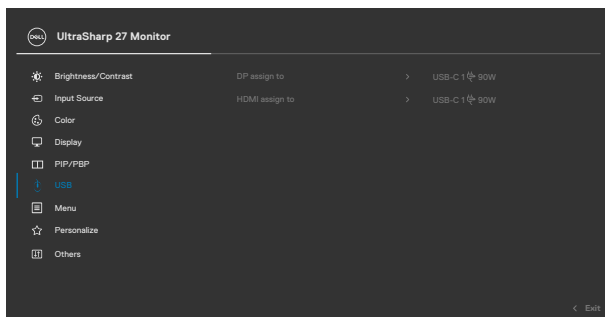 DELL UltraSharp 27 Monitor
Brightness/Contrast DP assign to > USB-C 1 90W
Input Source HDMI assign to > USB-C 1 90W
Color
Display
PIP/PBP
USB
Menu
Personalize
Others
< Exit